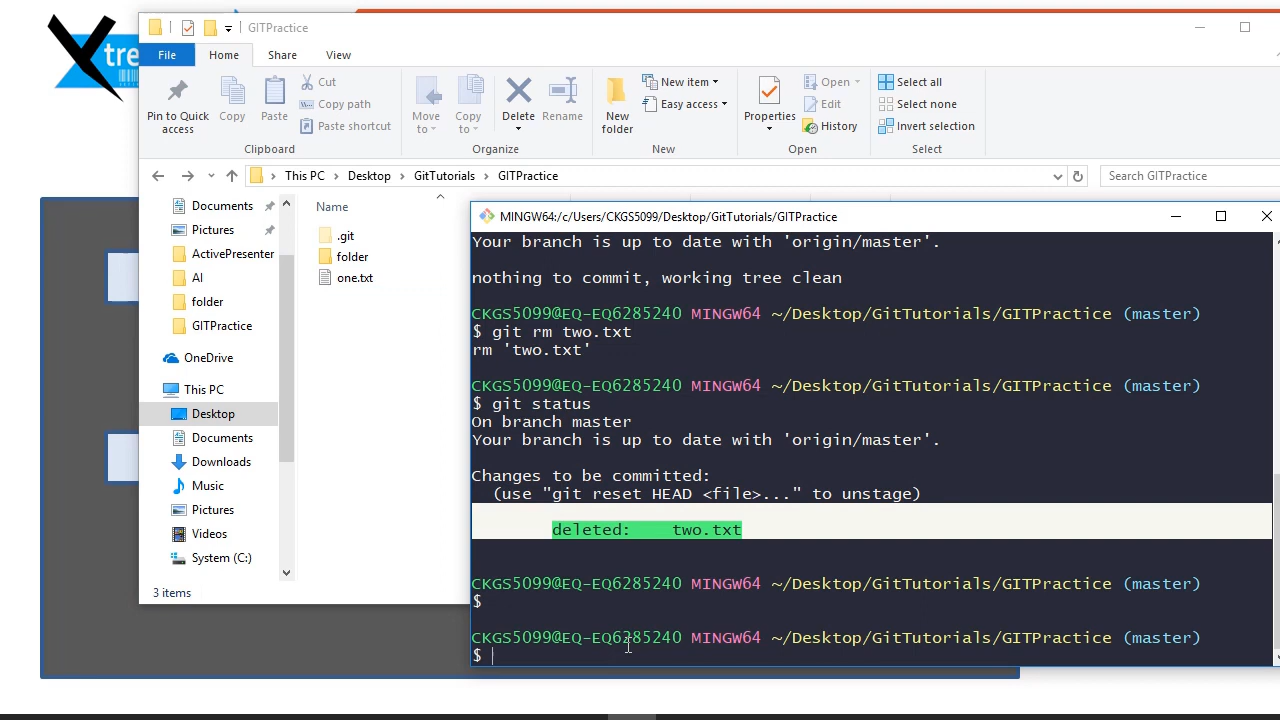 Xtre
GITPractice
File Home Share View
Pin to Quick access
Copy
Paste
Cut
Copy path
Paste shortcut
Clipboard
Move to
Copy to
Delete
Rename
Organize
New folder
New item
Easy access
New
Properties
Open
Edit
History
Open
Select all
Select none
Invert selection
Select
This PC > Desktop > GitTutorials > GITPractice
Search GITPractice
Documents
Pictures
ActivePresenter
AI
folder
GITPractice
OneDrive
This PC
Desktop
Documents
Downloads
Music
Pictures
Videos
System (C:)
3 items
Name
.git
folder
one.txt
MINGW64:/c/Users/CKGS5099/Desktop/GitTutorials/GITPractice
Your branch is up to date with 'origin/master'.
nothing to commit, working tree clean
CKGS5099@EQ-EQ6285240 MINGW64 ~/Desktop/GitTutorials/GITPractice (master)
$ git rm two.txt
rm 'two.txt'
CKGS5099@EQ-EQ6285240 MINGW64 ~/Desktop/GitTutorials/GITPractice (master)
$ git status
On branch master
Your branch is up to date with 'origin/master'.
Changes to be committed:
(use "git reset HEAD <file>..." to unstage)
deleted: two.txt
CKGS5099@EQ-EQ6285240 MINGW64 ~/Desktop/GitTutorials/GITPractice (master)
$
CKGS5099@EQ-EQ6285240 MINGW64 ~/Desktop/GitTutorials/GITPractice (master)
$